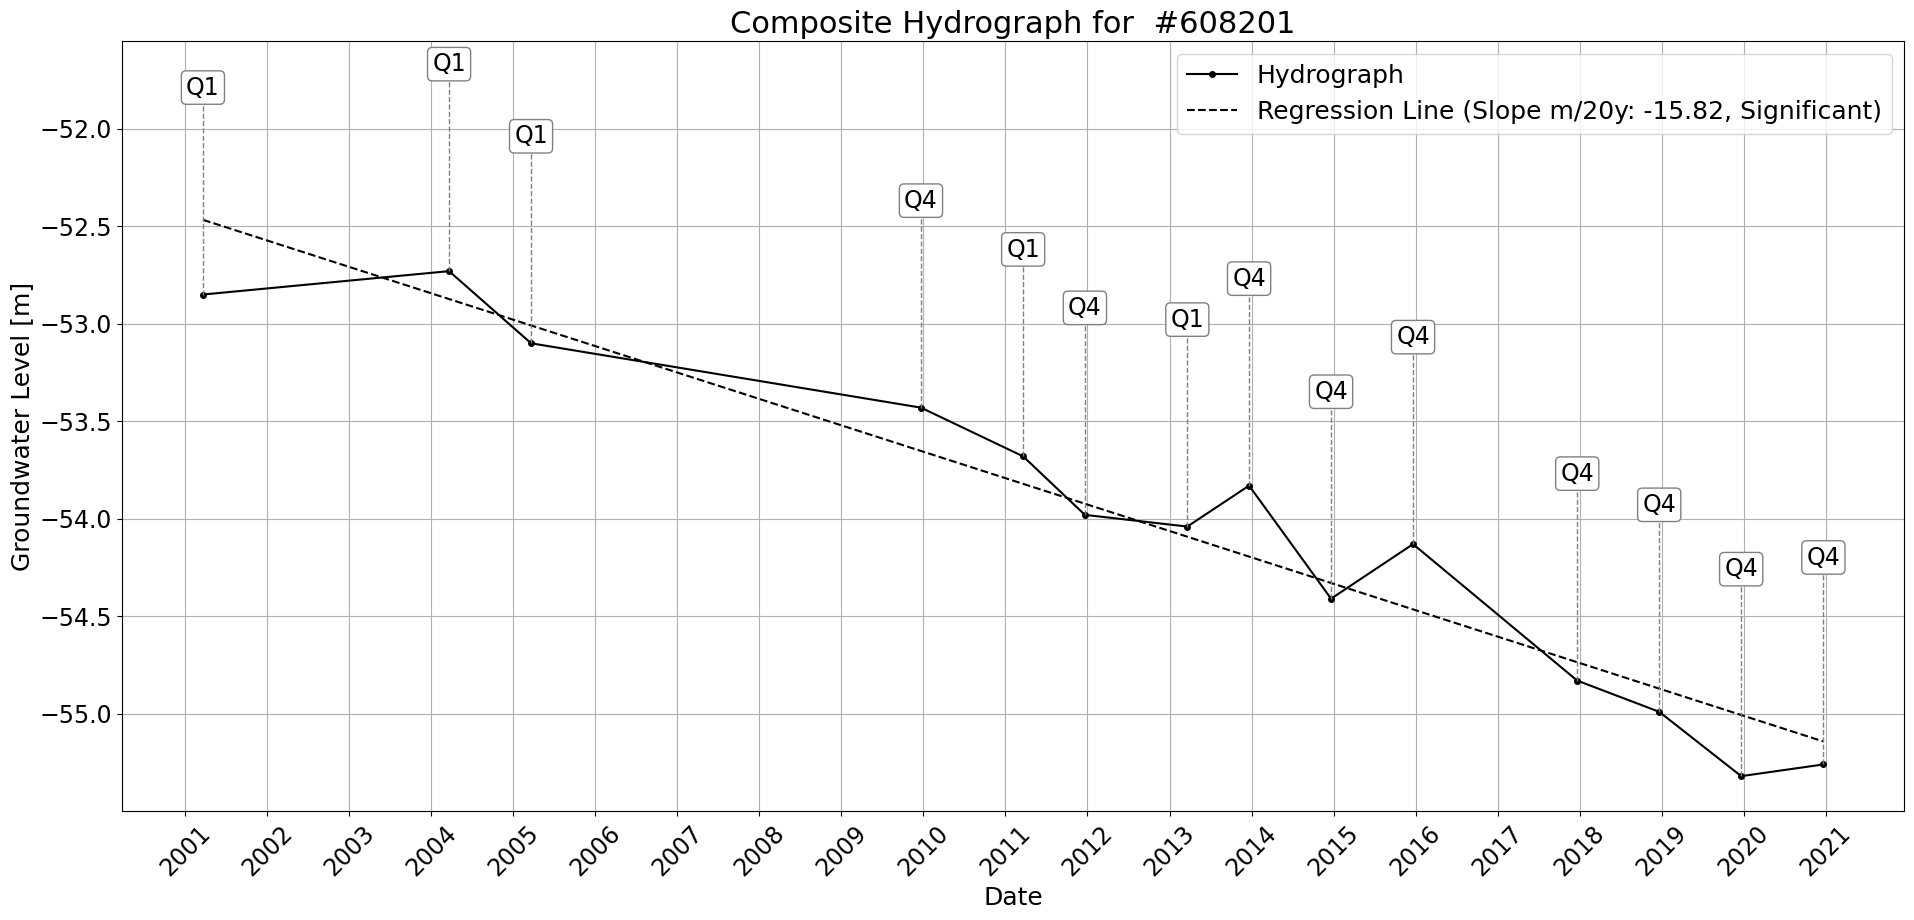 Composite Hydrograph for  #608201
Hydrograph
Regression Line (Slope m/20y: -15.82, Significant)
Q1
Q1
Q1
Q4
Q1
Q4
Q1
Q4
Q4
Q4
Q4
Q4
Q4
Q4
Groundwater Level [m]
−52.0
−52.5
−53.0
−53.5
−54.0
−54.5
−55.0
2001
2002
2003
2004
2005
2006
2007
2008
2009
2010
2011
2012
2013
2014
2015
2016
2017
2018
2019
2020
2021
Date